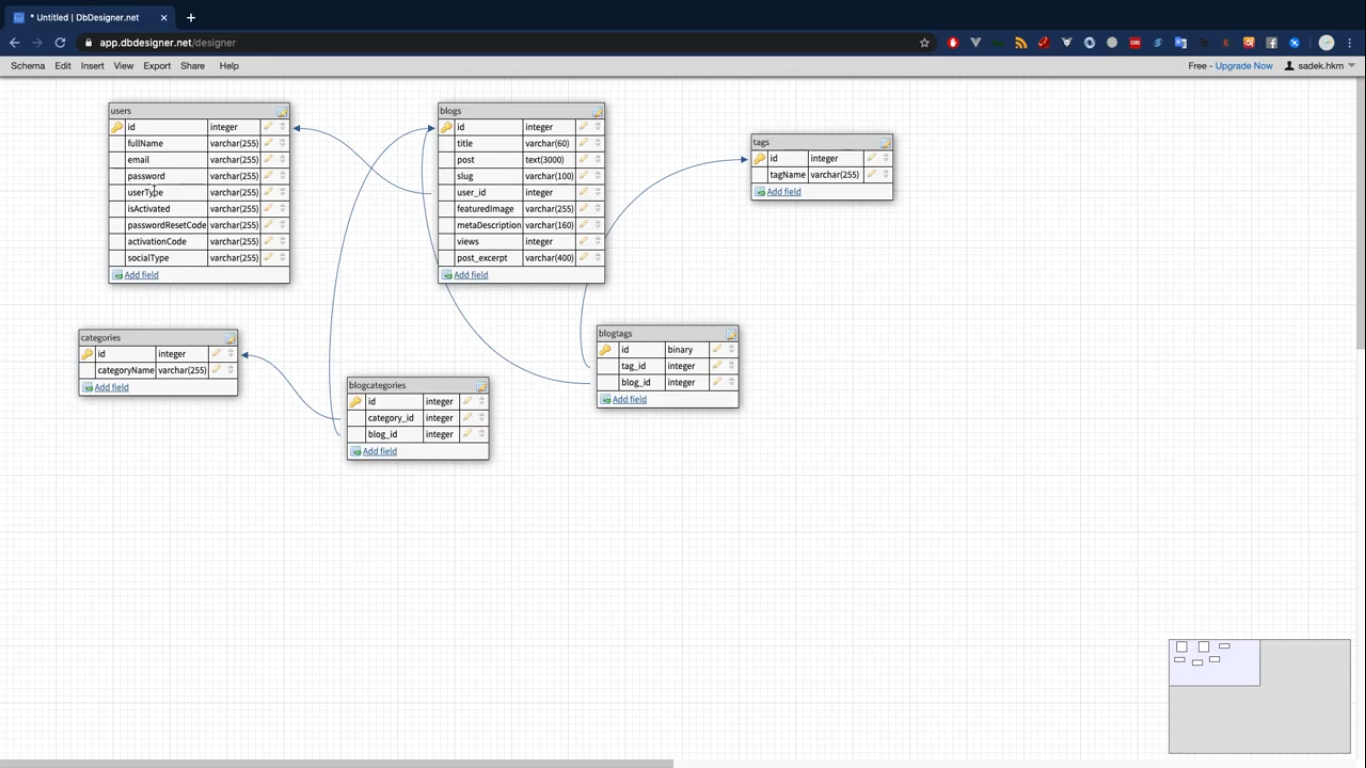 * Untitled | DbDesigner.net
app.dbdesigner.net/designer
Schema Edit Insert View Export Share Help Free - Upgrade Now sadek.hkm
users
id integer
fullName varchar(255)
email varchar(255)
password varchar(255)
userType varchar(255)
isActivated varchar(255)
passwordResetCode varchar(255)
activationCode varchar(255)
socialType varchar(255)
Add field
blogs
id integer
title varchar(60)
post text(3000)
slug varchar(100)
user_id integer
featuredImage varchar(255)
metaDescription varchar(160)
views integer
post_excerpt varchar(400)
Add field
tags
id integer
tagName varchar(255)
Add field
categories
id integer
categoryName varchar(255)
Add field
blogcategories
id integer
category_id integer
blog_id integer
Add field
blogtags
id binary
tag_id integer
blog_id integer
Add field